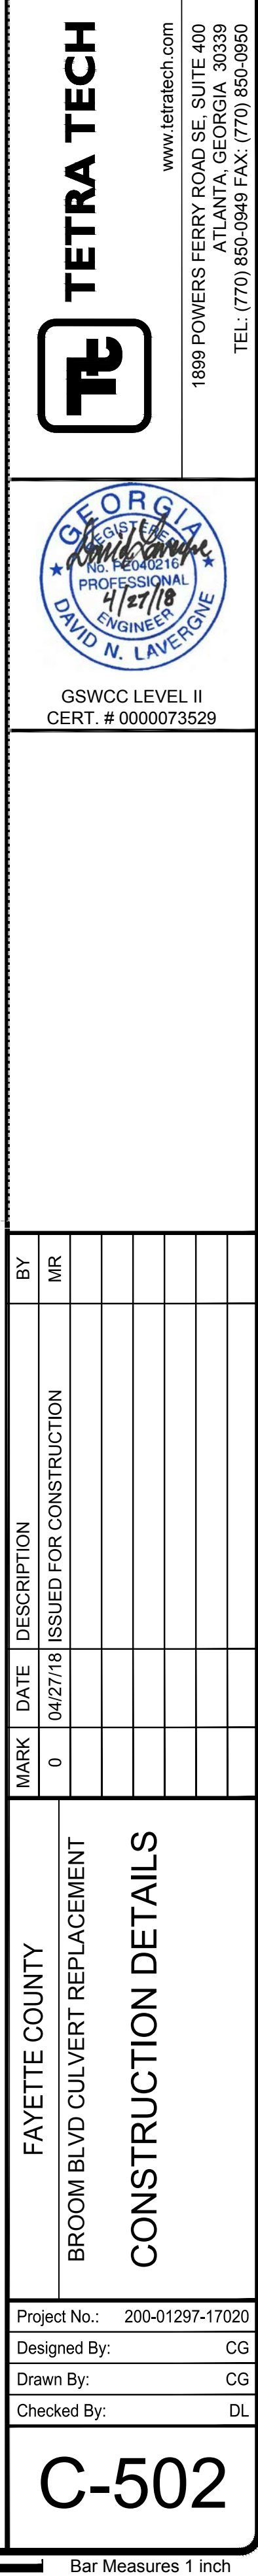 TETRA TECH
Tt
www.tetratech.com
1899 POWERS FERRY ROAD SE, SUITE 400
ATLANTA, GEORGIA 30339
TEL: (770) 850-0949 FAX: (770) 850-0950
GEORGIA
REGISTERED
No. PE040216
PROFESSIONAL
4/27/18
ENGINEER
DAVID N. LAVERGNE
GSWCC LEVEL II
CERT. # 0000073529
MARK DATE DESCRIPTION BY
0 04/27/18 ISSUED FOR CONSTRUCTION MR
FAYETTE COUNTY
BROOM BLVD CULVERT REPLACEMENT
CONSTRUCTION DETAILS
Project No.: 200-01297-17020
Designed By: CG
Drawn By: CG
Checked By: DL
C-502
Bar Measures 1 inch